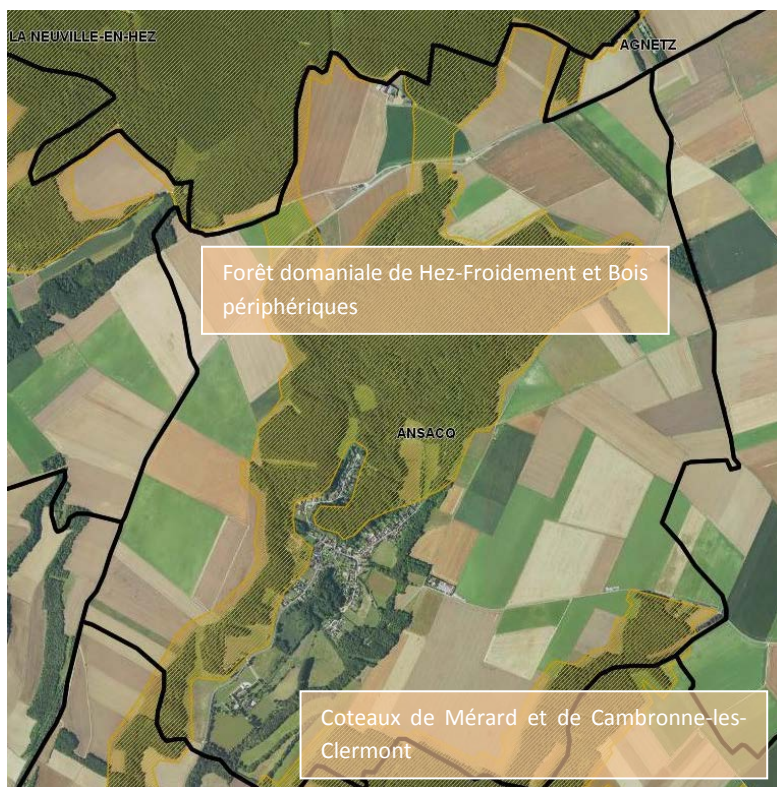 LA NEUVILLE-EN-HEZ
AGNETZ
Forêt domaniale de Hez-Froidement et Bois
périphériques
ANSACQ
Coteaux de Mérard et de Cambronne-les-
Clermont